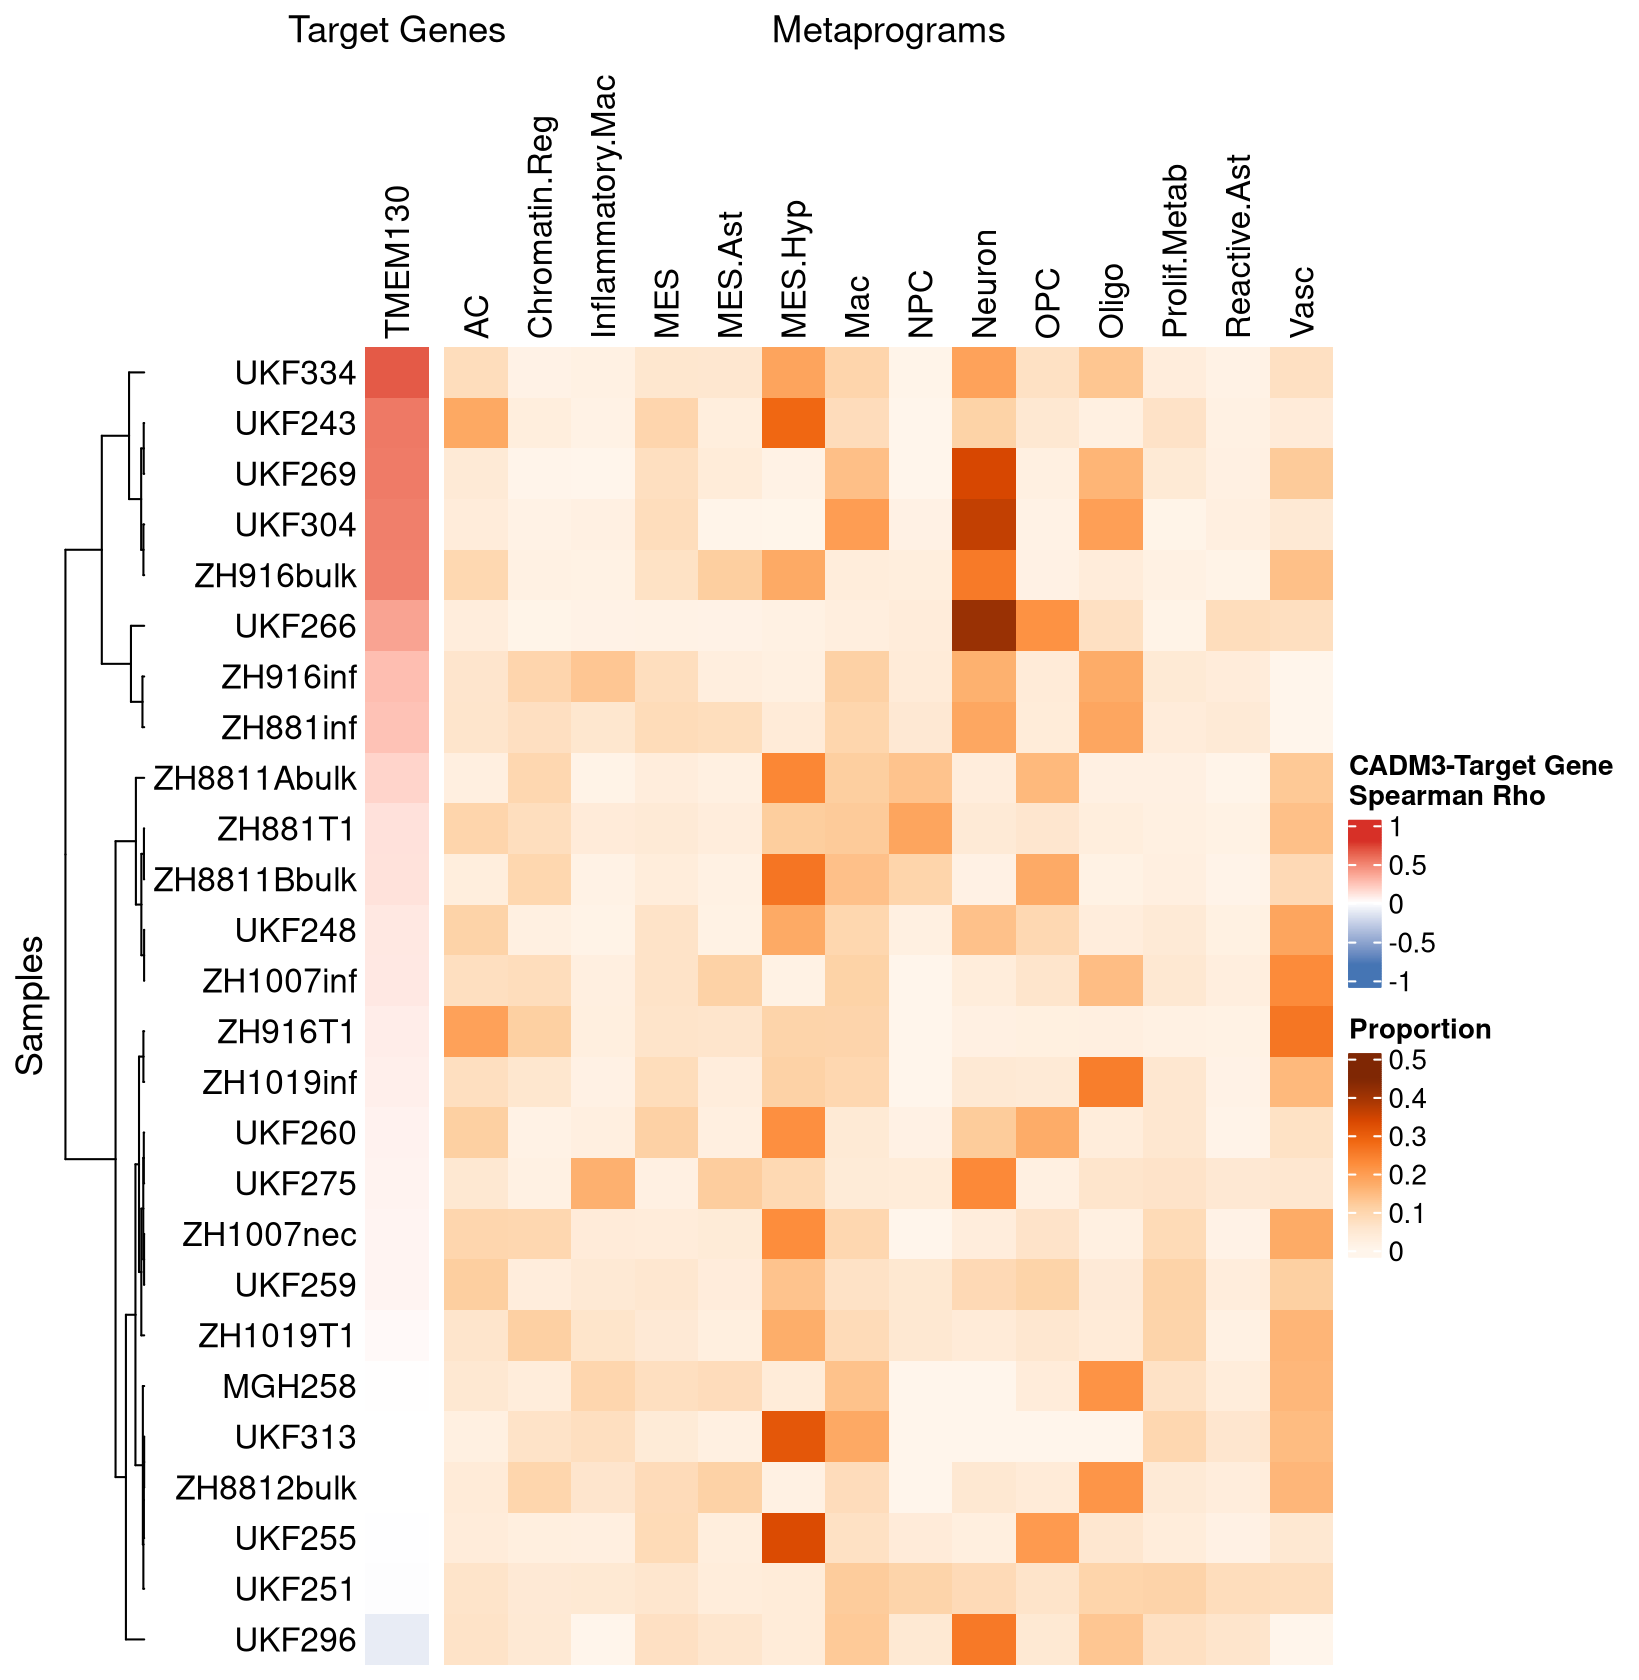 Target Genes
Metaprograms
TMEM130
AC
Chromatin.Reg
Inflammatory.Mac
MES
MES.Ast
MES.Hyp
Mac
NPC
Neuron
OPC
Oligo
Prolif.Metab
Reactive.Ast
Vasc
Samples
UKF334
UKF243
UKF269
UKF304
ZH916bulk
UKF266
ZH916inf
ZH881inf
ZH8811Abulk
ZH881T1
ZH8811Bbulk
UKF248
ZH1007inf
ZH916T1
ZH1019inf
UKF260
UKF275
ZH1007nec
UKF259
ZH1019T1
MGH258
UKF313
ZH8812bulk
UKF255
UKF251
UKF296
CADM3-Target Gene
Spearman Rho
1
0.5
0
-0.5
-1
Proportion
0.5
0.4
0.3
0.2
0.1
0